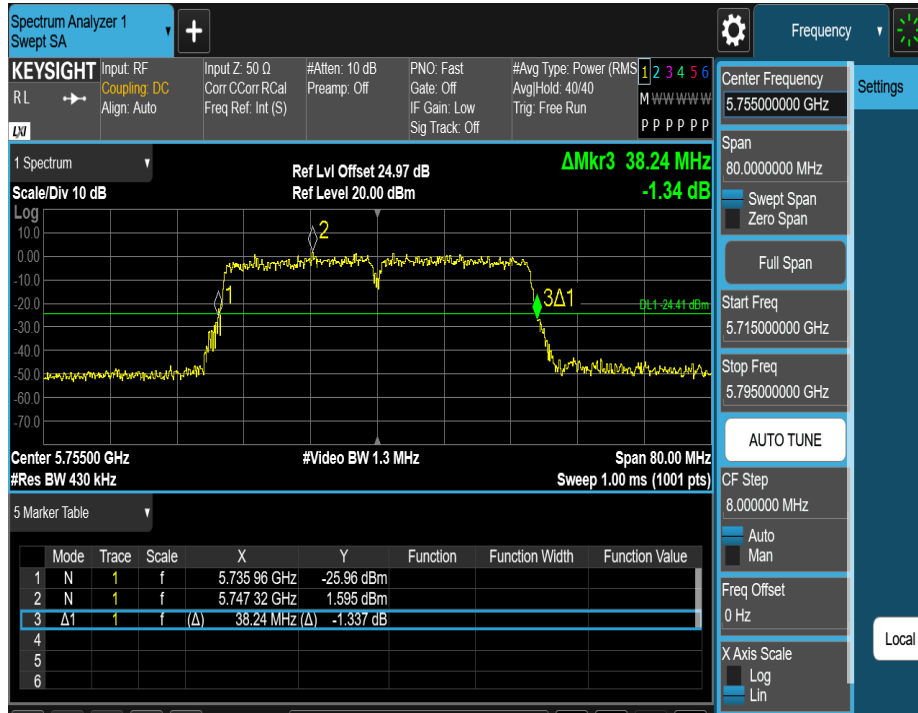 Spectrum Analyzer 1
Swept SA
+
Frequency
KEYSIGHT
RL
LXI
Input: RF
Coupling: DC
Align: Auto
Input Z: 50 Ω
Corr CCorr RCal
Freq Ref: Int (S)
#Atten: 10 dB
Preamp: Off
PNO: Fast
Gate: Off
IF Gain: Low
Sig Track: Off
#Avg Type: Power (RMS
Avg|Hold: 40/40
Trig: Free Run
1 2 3 4 5 6
M W W W W W
P P P P P P
1 Spectrum
Scale/Div 10 dB
Ref Lvl Offset 24.97 dB
Ref Level 20.00 dBm
ΔMkr3 38.24 MHz
-1.34 dB
Log
10.0
0.00
-10.0
-20.0
-30.0
-40.0
-50.0
-60.0
-70.0
2
1
3Δ1
DL1 -24.41 dBm
Center 5.75500 GHz
#Video BW 1.3 MHz
Span 80.00 MHz
#Res BW 430 kHz
Sweep 1.00 ms (1001 pts)
5 Marker Table
Mode Trace Scale X Y Function Function Width Function Value
1 N 1 f 5.735 96 GHz -25.96 dBm
2 N 1 f 5.747 32 GHz 1.595 dBm
3 Δ1 1 f (Δ) 38.24 MHz (Δ) -1.337 dB
4
5
6
Center Frequency
5.755000000 GHz
Span
80.0000000 MHz
Swept Span
Zero Span
Full Span
Start Freq
5.715000000 GHz
Stop Freq
5.795000000 GHz
AUTO TUNE
CF Step
8.000000 MHz
Auto
Man
Freq Offset
0 Hz
X Axis Scale
Log
Lin
Settings
Local